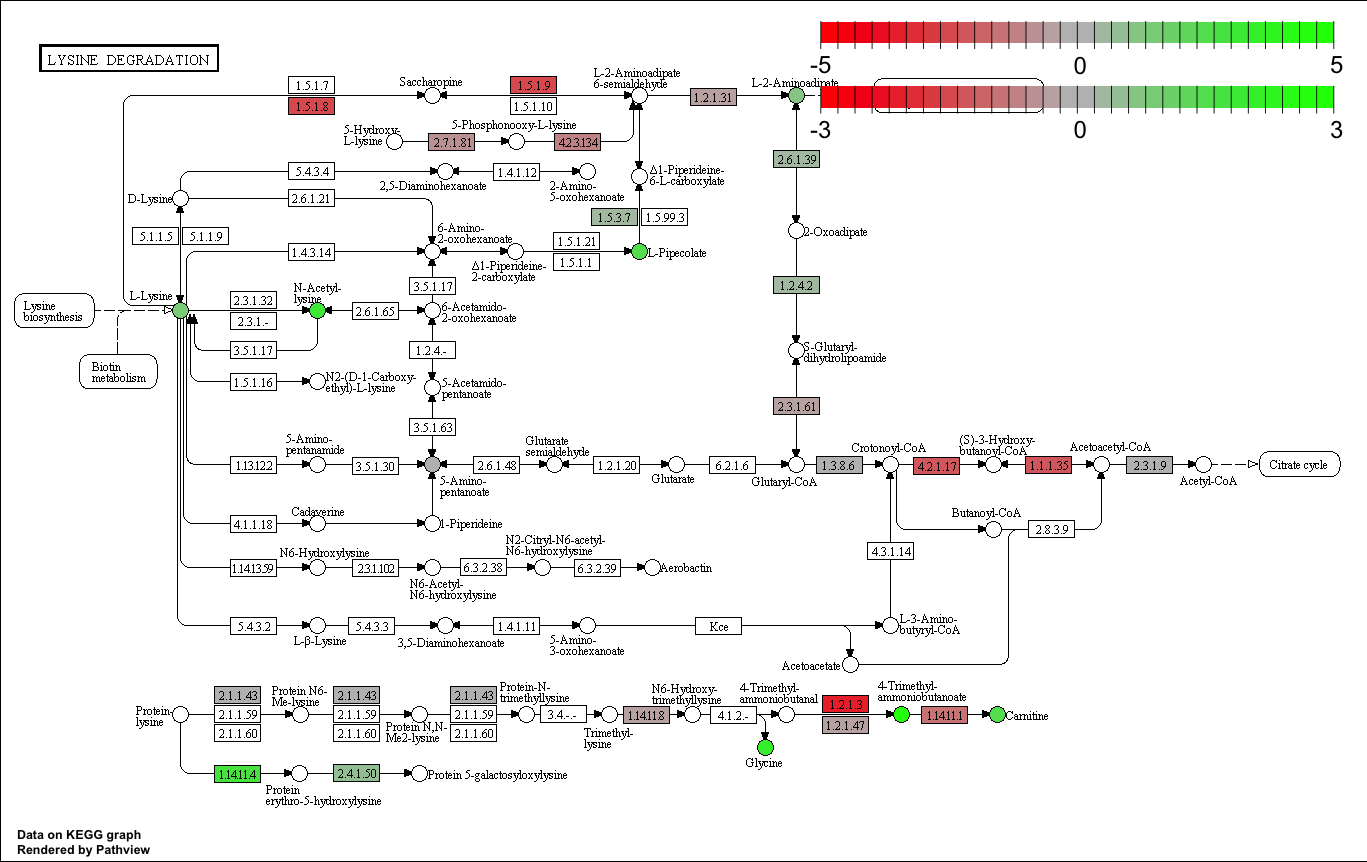 LYSINE DEGRADATION
-5
0
5
-3
0
3
1.5.1.7
1.5.1.8
Saccharopine
1.5.1.9
1.5.1.10
L-2-Aminoadipate
6-semialdehyde
1.2.1.31
L-2-Aminoadipate
5-Hydroxy-
L-lysine
2.7.1.81
5-Phosphonooxy-L-lysine
4.2.3.134
2.6.1.39
D-Lysine
5.4.3.4
2,5-Diaminohexanoate
1.4.1.12
2-Amino-
5-oxohexanoate
Δ1-Piperideine-
6-L-carboxylate
2.6.1.21
1.5.3.7
1.5.99.3
5.1.1.5
5.1.1.9
6-Amino-
2-oxohexanoate
2-Oxoadipate
1.4.3.14
1.5.1.21
1.5.1.1
L-Pipecolate
Δ1-Piperideine-
2-carboxylate
3.5.1.17
1.2.4.2
Lysine
biosynthesis
L-Lysine
2.3.1.32
2.3.1.-
N-Acetyl-
lysine
2.6.1.65
6-Acetamido-
2-oxohexanoate
Biotin
metabolism
3.5.1.17
1.2.4.-
S-Glutaryl-
dihydrolipoamide
1.5.1.16
N2-(D-1-Carboxy-
ethyl)-L-lysine
5-Acetamido-
pentanoate
2.3.1.61
3.5.1.63
1.13.12.2
5-Amino-
pentanamide
3.5.1.30
5-Amino-
pentanoate
2.6.1.48
Glutarate
semialdehyde
1.2.1.20
Glutarate
6.2.1.6
Glutaryl-CoA
1.3.8.6
Crotonoyl-CoA
4.2.1.17
(S)-3-Hydroxy-
butanoyl-CoA
1.1.1.35
Acetoacetyl-CoA
2.3.1.9
Acetyl-CoA
Citrate cycle
4.1.1.18
Cadaverine
1-Piperideine
Butanoyl-CoA
2.8.3.9
4.3.1.14
1.14.13.59
N6-Hydroxylysine
2.3.1.102
N6-Acetyl-
N6-hydroxylysine
6.3.2.38
N2-Citryl-N6-acetyl-
N6-hydroxylysine
6.3.2.39
Aerobactin
5.4.3.2
L-β-Lysine
5.4.3.3
3,5-Diaminohexanoate
1.4.1.11
5-Amino-
3-oxohexanoate
Kce
L-3-Amino-
butyryl-CoA
Acetoacetate
Protein-
lysine
2.1.1.43
2.1.1.59
2.1.1.60
Protein N6-
Me-lysine
2.1.1.43
2.1.1.59
2.1.1.60
Protein N,N-
Me2-lysine
2.1.1.43
2.1.1.59
2.1.1.60
Protein-N-
trimethyllysine
3.4.-.-
Trimethyl-
lysine
1.14.11.8
N6-Hydroxy-
trimethyllysine
4.1.2.-
4-Trimethyl-
ammoniobutanal
Glycine
1.2.1.3
1.2.1.47
4-Trimethyl-
ammoniobutanoate
1.14.11.1
Carnitine
1.14.11.4
Protein
erythro-5-hydroxylysine
2.4.1.50
Protein 5-galactosyloxylysine
Data on KEGG graph
Rendered by Pathview